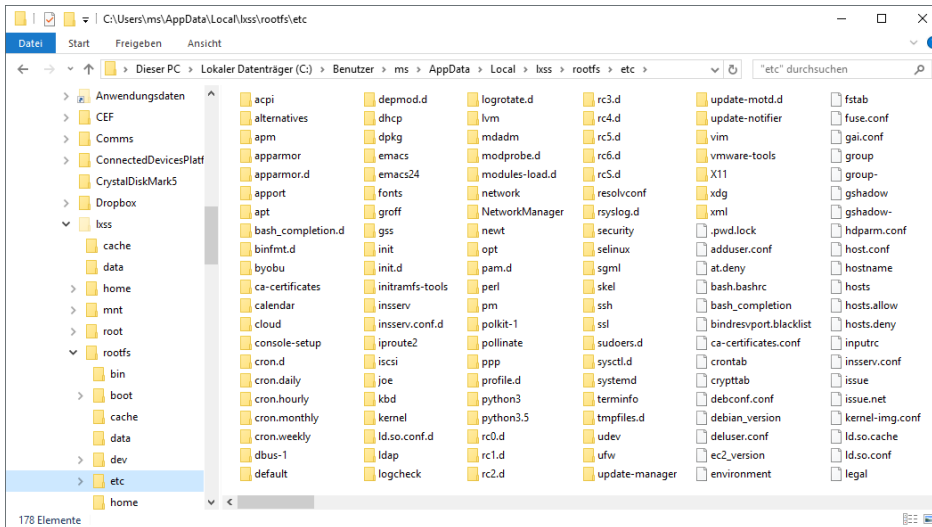 C:\Users\ms\AppData\Local\lxss\rootfs\etc
Datei Start Freigeben Ansicht
Dieser PC > Lokaler Datenträger (C:) > Benutzer > ms > AppData > Local > lxss > rootfs > etc >
"etc" durchsuchen
Anwendungsdaten
CEF
Comms
ConnectedDevicesPlatf
CrystalDiskMark5
Dropbox
lxss
cache
data
home
mnt
root
rootfs
bin
boot
cache
data
dev
etc
home
acpi
alternatives
apm
apparmor
apparmor.d
apport
apt
bash_completion.d
binfmt.d
byobu
ca-certificates
calendar
cloud
console-setup
cron.d
cron.daily
cron.hourly
cron.monthly
cron.weekly
dbus-1
default
depmod.d
dhcp
dpkg
emacs
emacs24
fonts
groff
gss
init
init.d
initramfs-tools
insserv
insserv.conf.d
iproute2
iscsi
joe
kbd
kernel
ld.so.conf.d
ldap
logcheck
logrotate.d
lvm
mdadm
modprobe.d
modules-load.d
network
NetworkManager
newt
opt
pam.d
perl
pm
polkit-1
pollinate
ppp
profile.d
python3
python3.5
rc0.d
rc1.d
rc2.d
rc3.d
rc4.d
rc5.d
rc6.d
rcS.d
resolvconf
rsyslog.d
security
selinux
sgml
skel
ssh
ssl
sudoers.d
sysctl.d
systemd
terminfo
tmpfiles.d
udev
ufw
update-manager
update-motd.d
update-notifier
vim
vmware-tools
X11
xdg
xml
.pwd.lock
adduser.conf
at.deny
bash.bashrc
bash_completion
bindresvport.blacklist
ca-certificates.conf
crontab
crypttab
debconf.conf
debian_version
deluser.conf
ec2_version
environment
fstab
fuse.conf
gai.conf
group
group-
gshadow
gshadow-
hdparm.conf
host.conf
hostname
hosts
hosts.allow
hosts.deny
inputrc
insserv.conf
issue
issue.net
kernel-img.conf
ld.so.cache
ld.so.conf
legal
178 Elemente